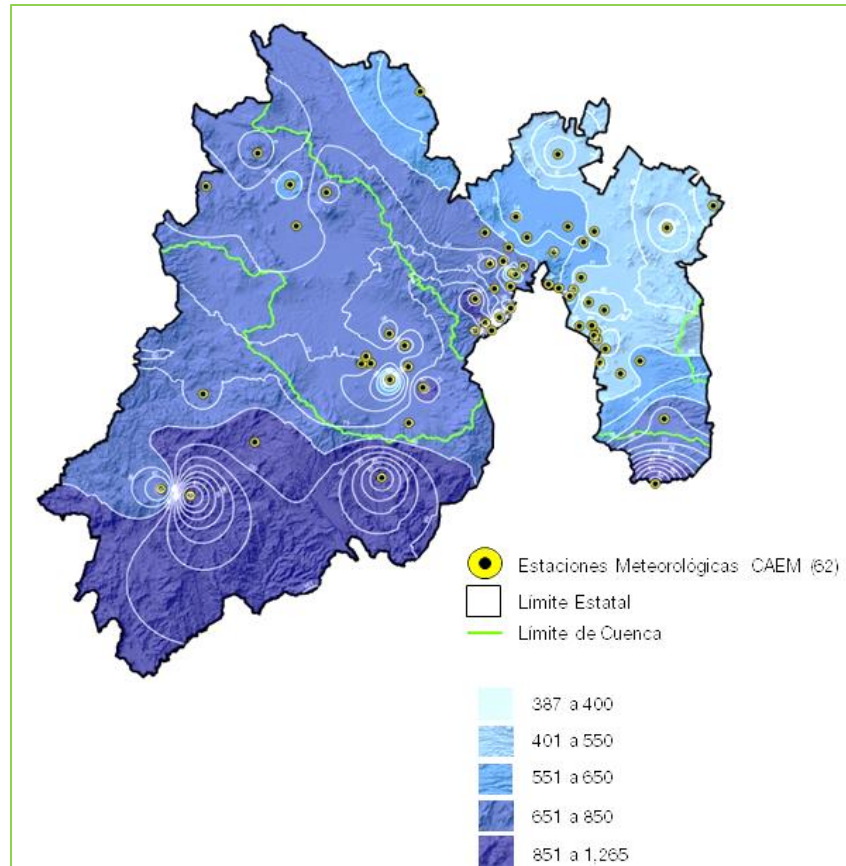 Estaciones Meteorológicas CAEM (62)
Límite Estatal
Límite de Cuenca
387 a 400
401 a 550
551 a 650
651 a 850
851 a 1,265